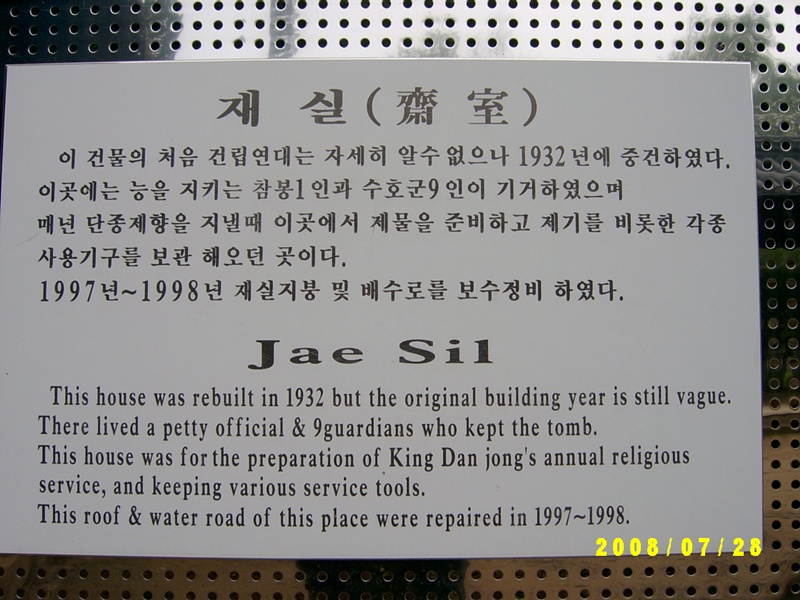 재 실 (齋 室)
이 건물의 처음 건립연대는 자세히 알수 없으나 1932년에 중건하였다.
이곳에는 능을 지키는 참봉1인과 수호군9인이 기거하였으며
매년 단종제향을 지낼때 이곳에서 제물을 준비하고 제기를 비롯한 각종
사용기구를 보관 해오던 곳이다.
1997년~1998년 재실지붕 및 배수로를 보수정비 하였다.
Jae Sil
This house was rebuilt in 1932 but the original building year is still vague.
There lived a petty official & 9guardians who kept the tomb.
This house was for the preparation of King Dan jong's annual religious
service, and keeping various service tools.
This roof & water road of this place were repaired in 1997~1998.
2008/07/28